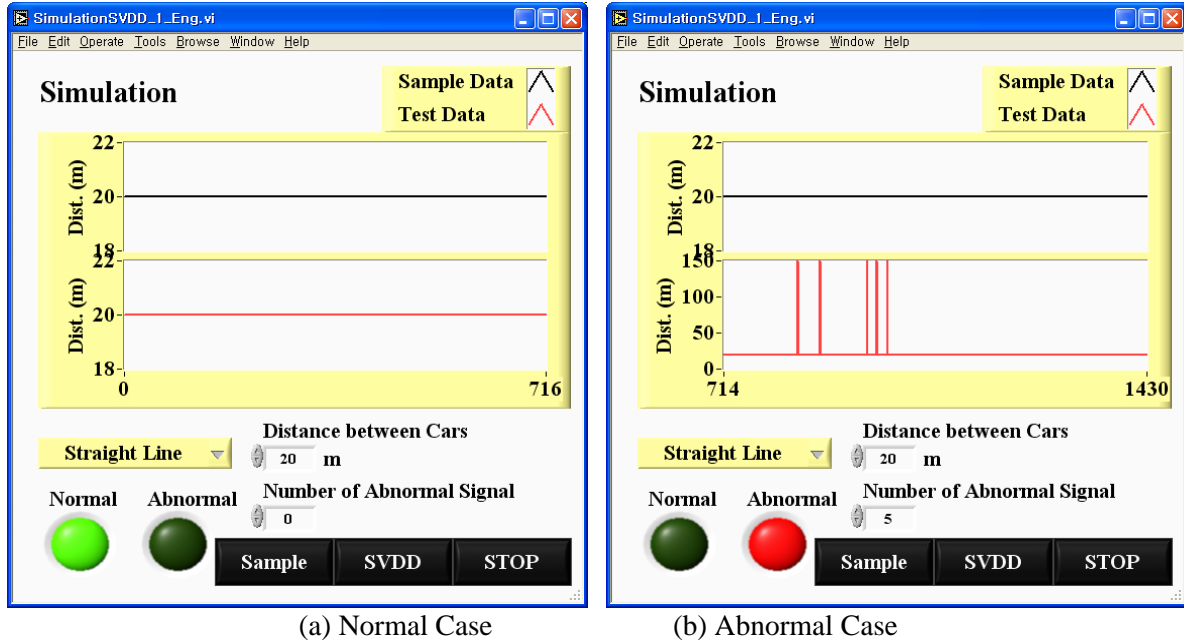 SimulationSVDD_1_Eng.vi
File Edit Operate Tools Browse Window Help
Simulation
Sample Data
Test Data
Dist. (m)
22
20
18
Dist. (m)
22
20
18
0
716
Straight Line
Distance between Cars
20 m
Normal
Abnormal
Number of Abnormal Signal
0
Sample
SVDD
STOP
(a) Normal Case
SimulationSVDD_1_Eng.vi
File Edit Operate Tools Browse Window Help
Simulation
Sample Data
Test Data
Dist. (m)
22
20
18
Dist. (m)
150
100
50
0
714
1430
Straight Line
Distance between Cars
20 m
Normal
Abnormal
Number of Abnormal Signal
5
Sample
SVDD
STOP
(b) Abnormal Case